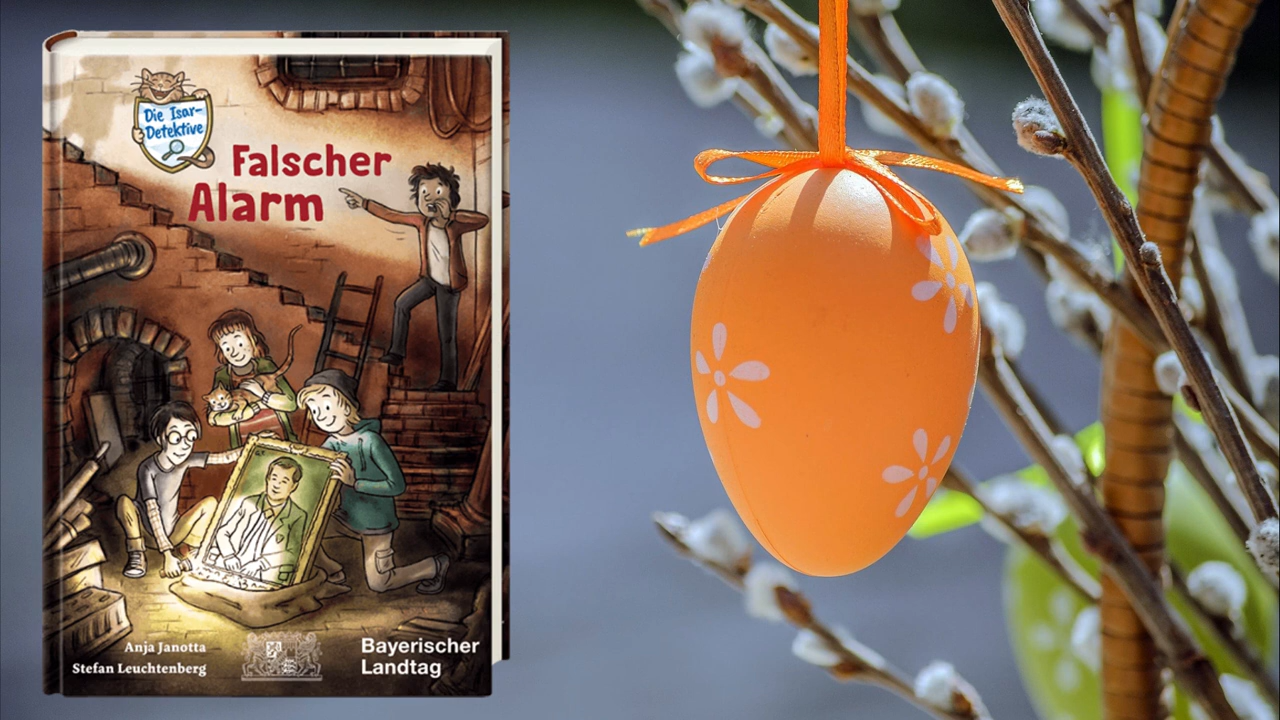 Die Isar-
Detektive
Falscher
Alarm
Anja Janotta
Stefan Leuchtenberg
Bayerischer
Landtag